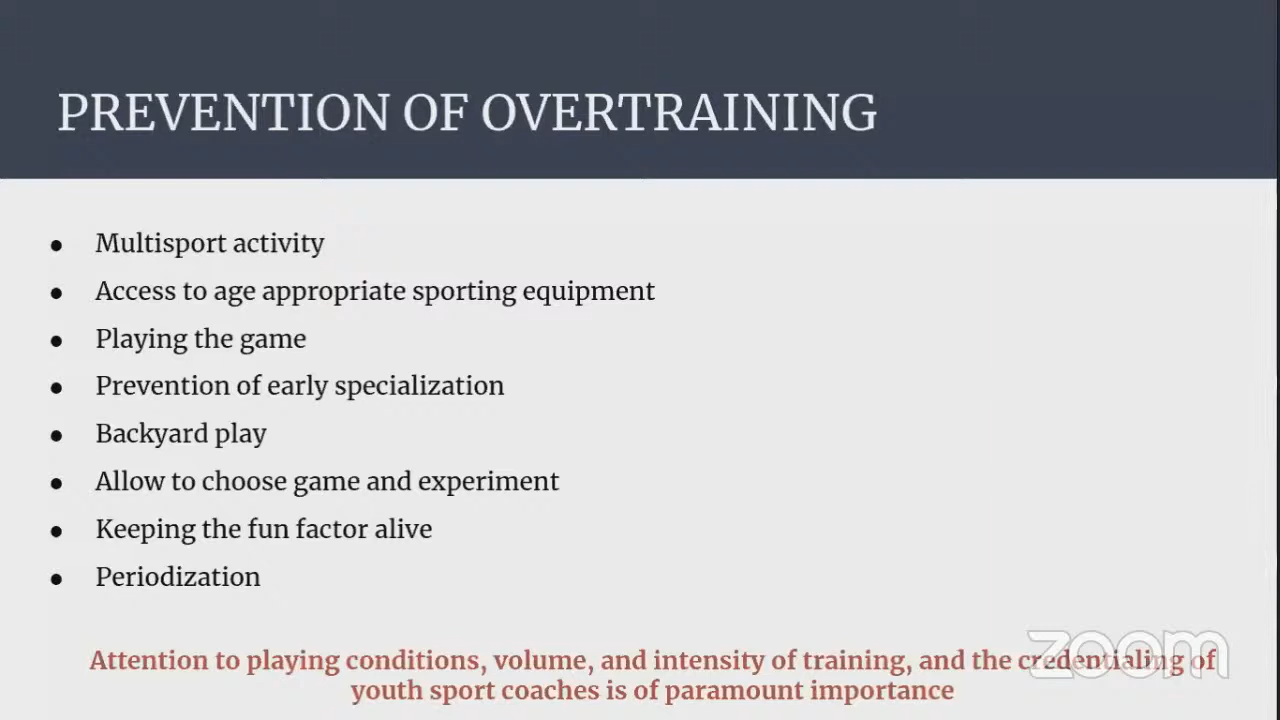 PREVENTION OF OVERTRAINING
● Multisport activity
● Access to age appropriate sporting equipment
● Playing the game
● Prevention of early specialization
● Backyard play
● Allow to choose game and experiment
● Keeping the fun factor alive
● Periodization
Attention to playing conditions, volume, and intensity of training, and the credentialing of
youth sport coaches is of paramount importance
zoom